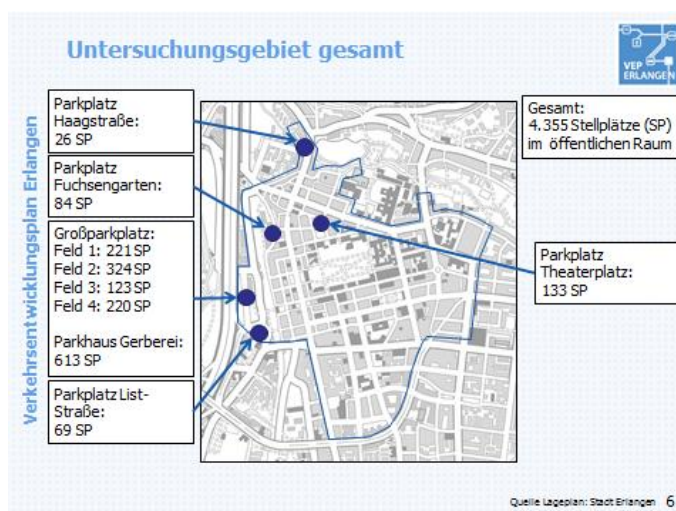 Untersuchungsgebiet gesamt
VEP
ERLANGEN
Verkehrsentwicklungsplan Erlangen
Parkplatz
Haagstraße:
26 SP
Parkplatz
Fuchsengarten:
84 SP
Großparkplatz:
Feld 1: 221 SP
Feld 2: 324 SP
Feld 3: 123 SP
Feld 4: 220 SP
Parkhaus Gerberei:
613 SP
Parkplatz List-
Straße:
69 SP
Gesamt:
4.355 Stellplätze (SP)
im öffentlichen Raum
Parkplatz
Theaterplatz:
133 SP
Quelle Lageplan: Stadt Erlangen 6